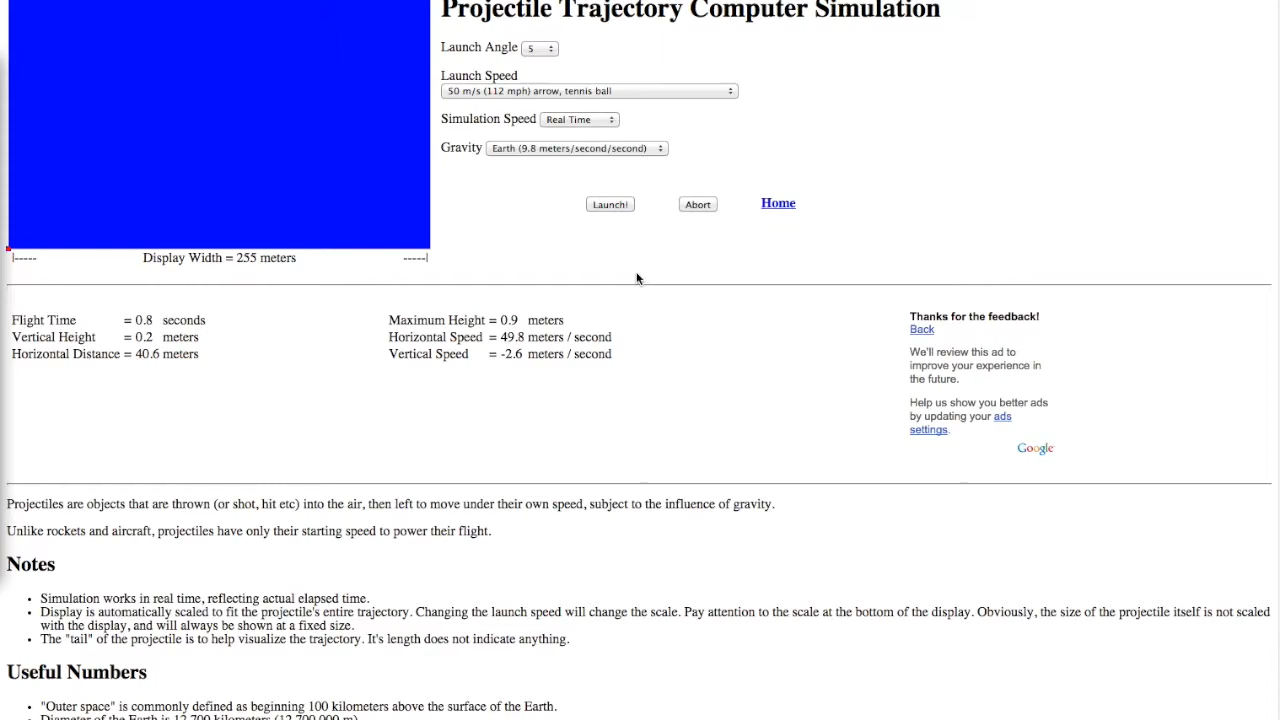 Projectile Trajectory Computer Simulation
Launch Angle 5
Launch Speed
50 m/s (112 mph) arrow, tennis ball
Simulation Speed Real Time
Gravity Earth (9.8 meters/second/second)
Launch! Abort Home
|----- Display Width = 255 meters -----|
Flight Time = 0.8 seconds
Vertical Height = 0.2 meters
Horizontal Distance = 40.6 meters
Maximum Height = 0.9 meters
Horizontal Speed = 49.8 meters / second
Vertical Speed = -2.6 meters / second
Thanks for the feedback!
Back
We'll review this ad to
improve your experience in
the future.
Help us show you better ads
by updating your ads
settings.
Google
Projectiles are objects that are thrown (or shot, hit etc) into the air, then left to move under their own speed, subject to the influence of gravity.
Unlike rockets and aircraft, projectiles have only their starting speed to power their flight.
Notes
• Simulation works in real time, reflecting actual elapsed time.
• Display is automatically scaled to fit the projectile's entire trajectory. Changing the launch speed will change the scale. Pay attention to the scale at the bottom of the display. Obviously, the size of the projectile itself is not scaled
with the display, and will always be shown at a fixed size.
• The "tail" of the projectile is to help visualize the trajectory. It's length does not indicate anything.
Useful Numbers
• "Outer space" is commonly defined as beginning 100 kilometers above the surface of the Earth.
• Diameter of the Earth is 12,700 kilometers (12,700,000 m)